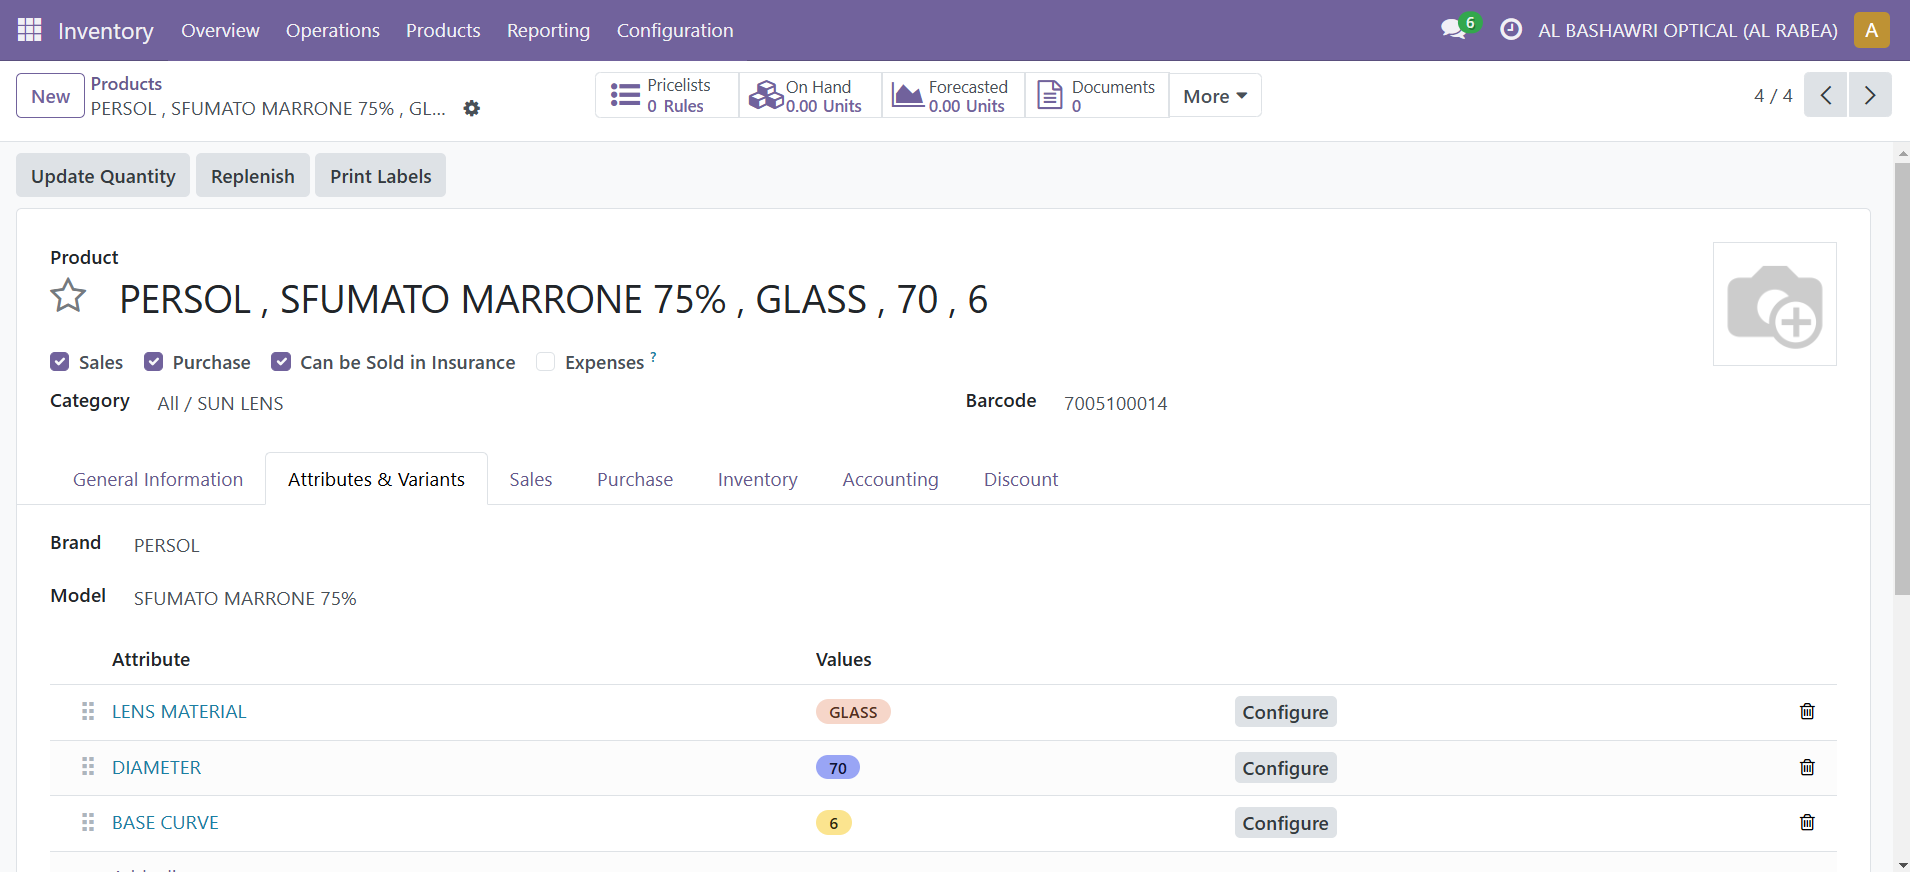 Inventory Overview Operations Products Reporting Configuration 6 AL BASHAWRI OPTICAL (AL RABEA) A
New Products
PERSOL , SFUMATO MARRONE 75% , GL...
Pricelists
0 Rules
On Hand
0.00 Units
Forecasted
0.00 Units
Documents
0
More
4 / 4
Update Quantity Replenish Print Labels
Product
PERSOL , SFUMATO MARRONE 75% , GLASS , 70 , 6
Sales Purchase Can be Sold in Insurance Expenses ?
Category All / SUN LENS Barcode 7005100014
General Information Attributes & Variants Sales Purchase Inventory Accounting Discount
Brand PERSOL
Model SFUMATO MARRONE 75%
Attribute Values
LENS MATERIAL GLASS Configure
DIAMETER 70 Configure
BASE CURVE 6 Configure